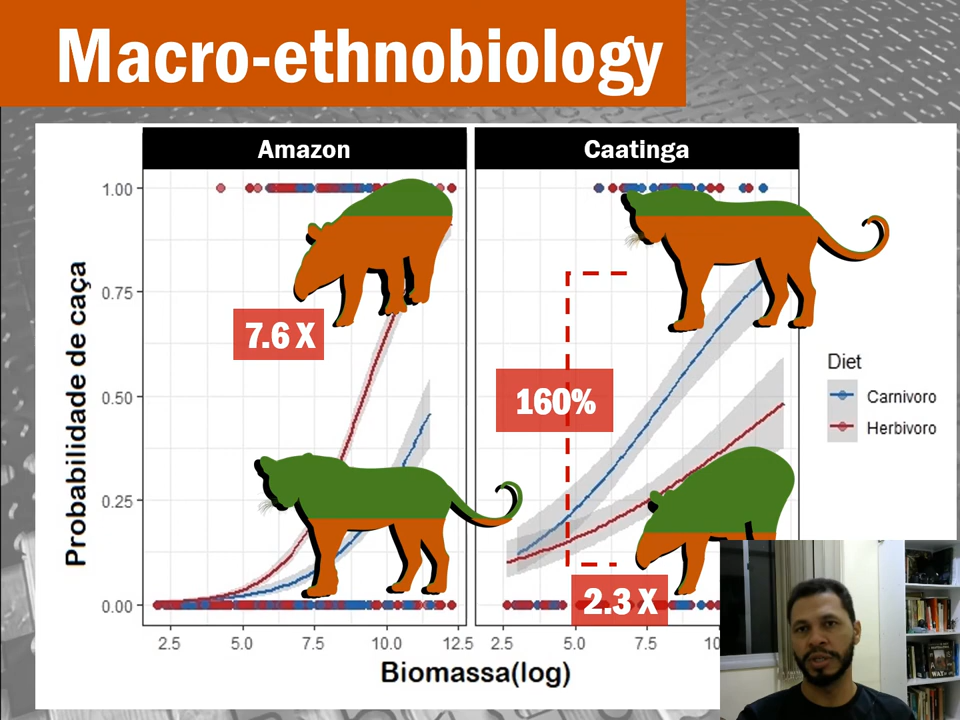 Macro-ethnobiology
Amazon
Caatinga
Probabilidade de caça
1.00
0.75
0.50
0.25
0.00
7.6 X
160%
2.3 X
Diet
Carnivoro
Herbivoro
2.5 5.0 7.5 10.0 12.5
2.5 5.0 7.5 10
Biomassa(log)